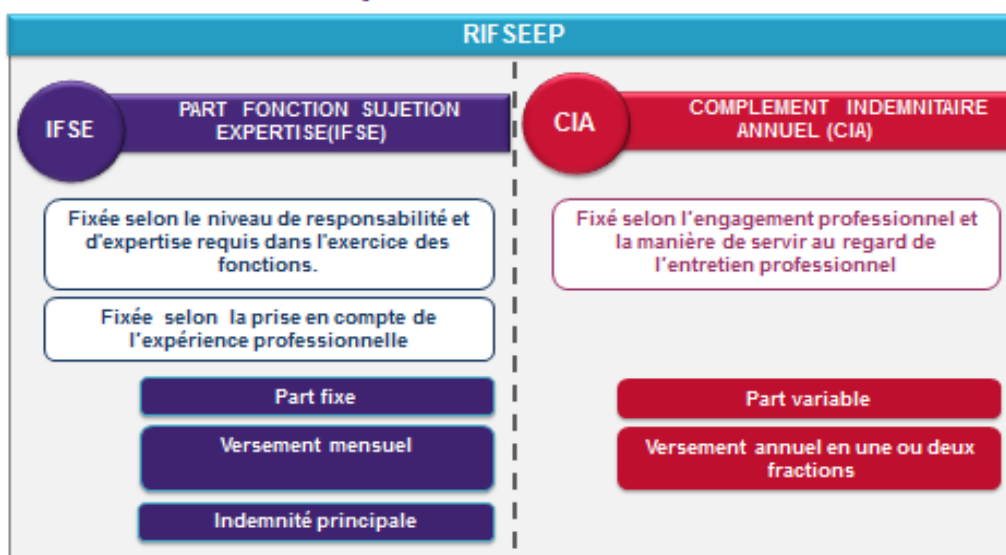 RIFSEEP
IFSE
PART FONCTION SUJETION
EXPERTISE(IFSE)
Fixée selon le niveau de responsabilité et
d'expertise requis dans l'exercice des
fonctions.
Fixée selon la prise en compte de
l'expérience professionnelle
Part fixe
Versement mensuel
Indemnité principale
CIA
COMPLEMENT INDEMNITAIRE
ANNUEL (CIA)
Fixé selon l'engagement professionnel et
la manière de servir au regard de
l'entretien professionnel
Part variable
Versement annuel en une ou deux
fractions